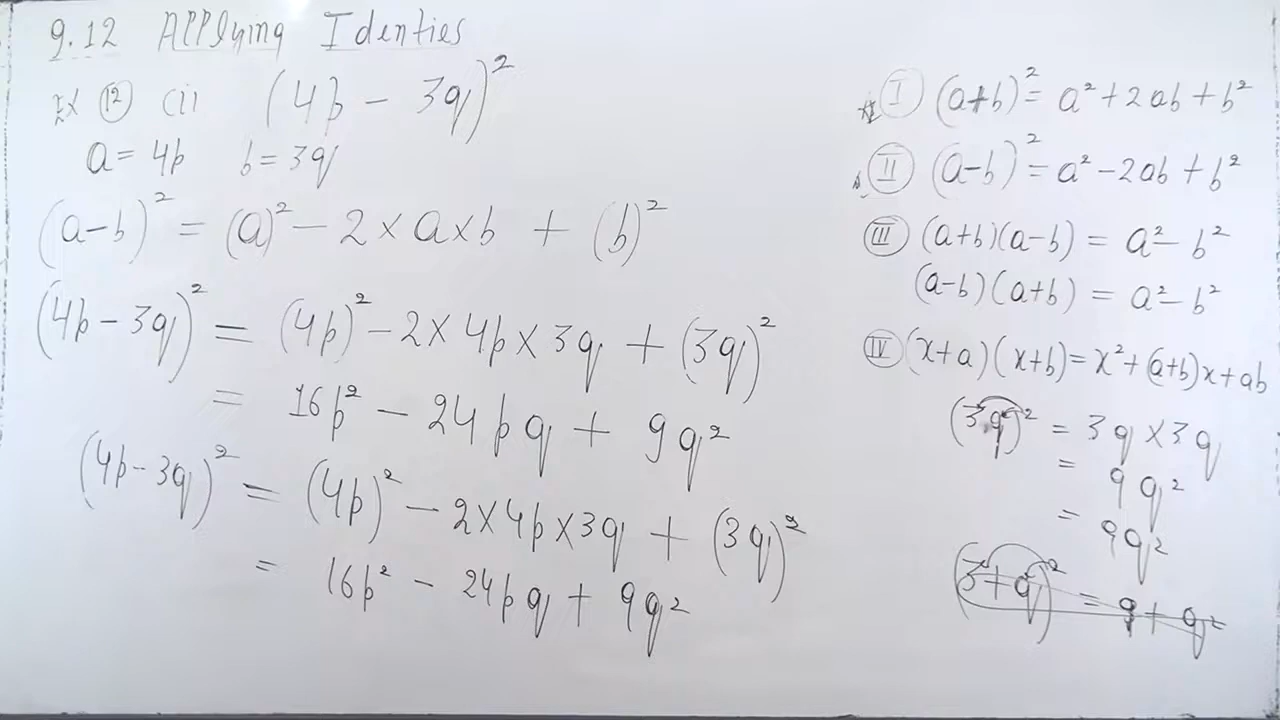 9.12 Applying Identies
Ex 12 (i) (4p - 3q)²
a = 4p b = 3q
(a-b)² = (a)² - 2 × a × b + (b)²
(4p - 3q)² = (4p)² - 2 × 4p × 3q + (3q)²
= 16p² - 24pq + 9q²
(4p - 3q)² = (4p)² - 2×4p×3q + (3q)²
= 16p² - 24pq + 9q²
I (a+b)² = a² + 2ab + b²
II (a-b)² = a² - 2ab + b²
III (a+b)(a-b) = a² - b²
(a-b)(a+b) = a² - b²
IV (x+a)(x+b) = x² + (a+b)x + ab
(3q)² = 3q × 3q
= 9q²
= 9q²
(3+q)² = 9 + q²